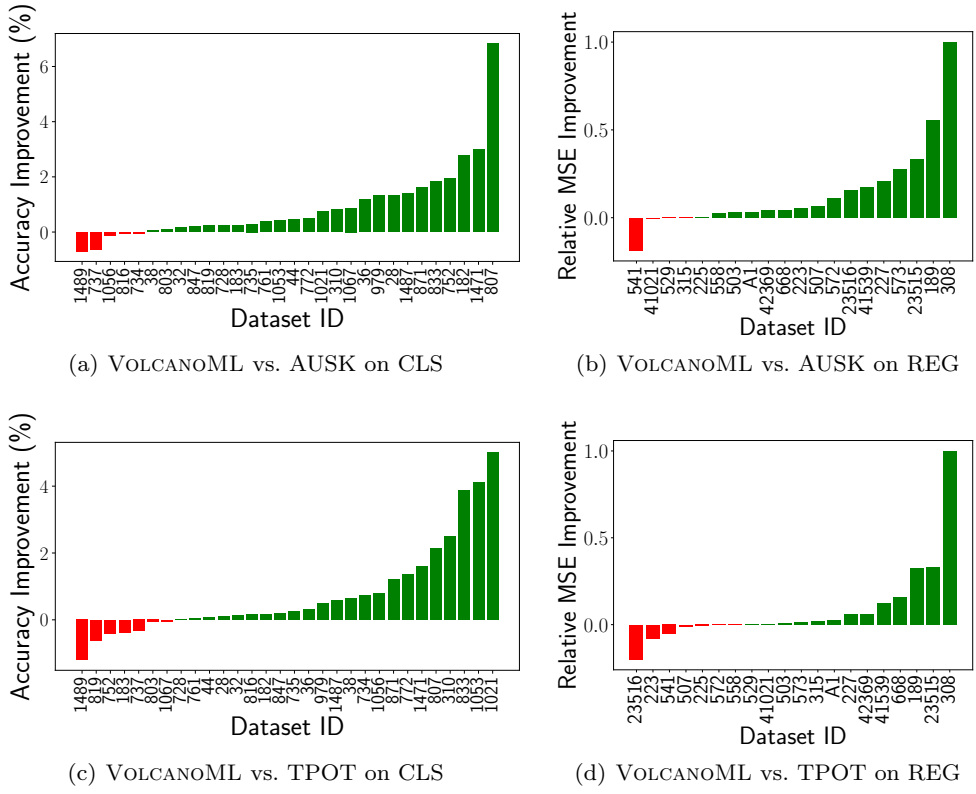 Accuracy Improvement (%)
6
4
2
0
1489 737 1056 816 734 38 803 32 847 819 728 183 735 761 1053 44 772 1021 310 1067 36 979 28 1487 871 833 752 182 1471 807
Dataset ID
(a) VOLCANOML vs. AUSK on CLS
Relative MSE Improvement
1.0
0.5
0.0
541 41021 529 315 225 558 503 A1 42369 668 223 507 572 23516 41539 227 573 23515 189 308
Dataset ID
(b) VOLCANOML vs. AUSK on REG
Accuracy Improvement (%)
4
2
0
1489 819 752 183 737 803 1067 728 761 44 28 32 816 182 847 735 36 979 1487 38 734 1056 871 772 1471 807 310 833 1053 1021
Dataset ID
(c) VOLCANOML vs. TPOT on CLS
Relative MSE Improvement
1.0
0.5
0.0
23516 223 541 507 225 572 558 529 41021 503 573 315 A1 227 42369 41539 668 189 23515 308
Dataset ID
(d) VOLCANOML vs. TPOT on REG